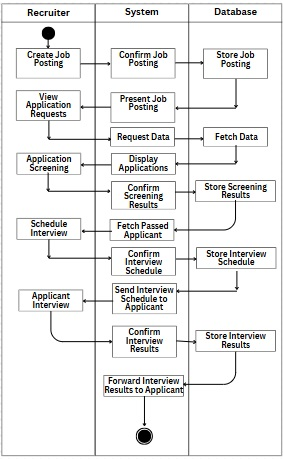 Recruiter
System
Database
Create Job
Posting
Confirm Job
Posting
Store Job
Posting
View
Application
Requests
Present Job
Posting
Request Data
Fetch Data
Application
Screening
Display
Applications
Confirm
Screening
Results
Store Screening
Results
Schedule
Interview
Fetch Passed
Applicant
Confirm
Interview
Schedule
Store Interview
Schedule
Applicant
Interview
Send Interview
Schedule to
Applicant
Confirm
Interview
Results
Store Interview
Results
Forward Interview
Results to Applicant